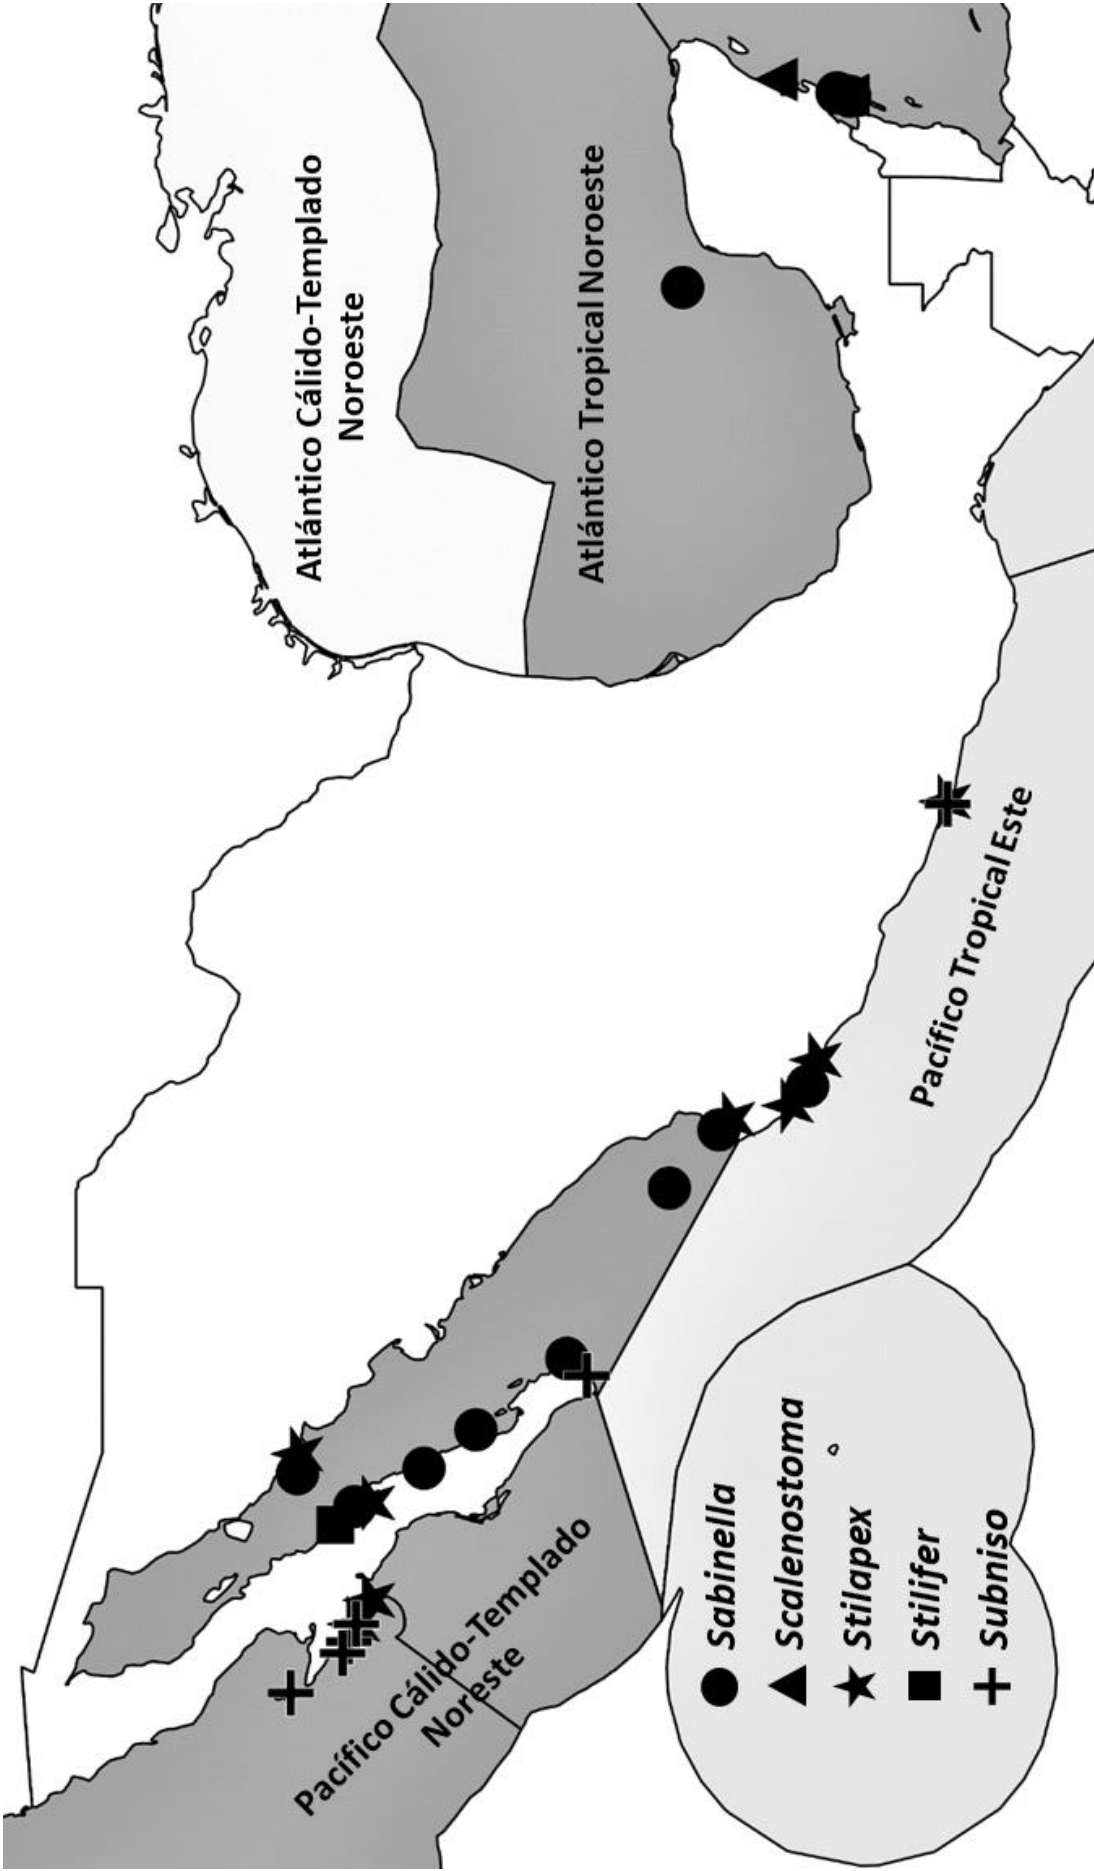 Atlántico Cálido-Templado
Noroeste
Atlántico Tropical Noroeste
Pacífico Tropical Este
Pacífico Cálido-Templado
Noreste
Sabinella
Scalenostoma
Stilapex
Stilifer
Subniso